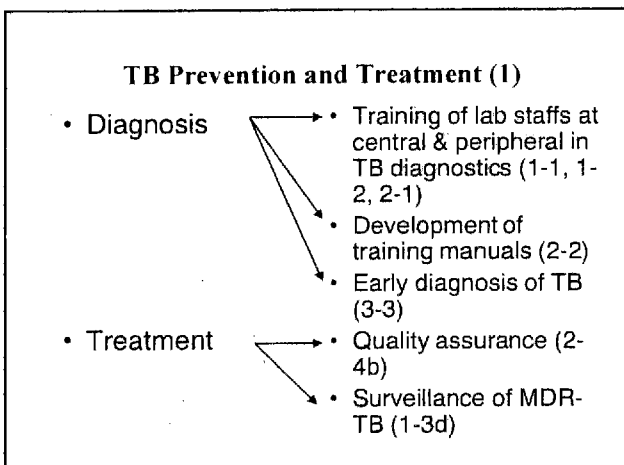 TB Prevention and Treatment (1)
• Diagnosis
• Training of lab staffs at
central & peripheral in
TB diagnostics (1-1, 1-
2, 2-1)
• Development of
training manuals (2-2)
• Early diagnosis of TB
(3-3)
• Treatment
• Quality assurance (2-
4b)
• Surveillance of MDR-
TB (1-3d)